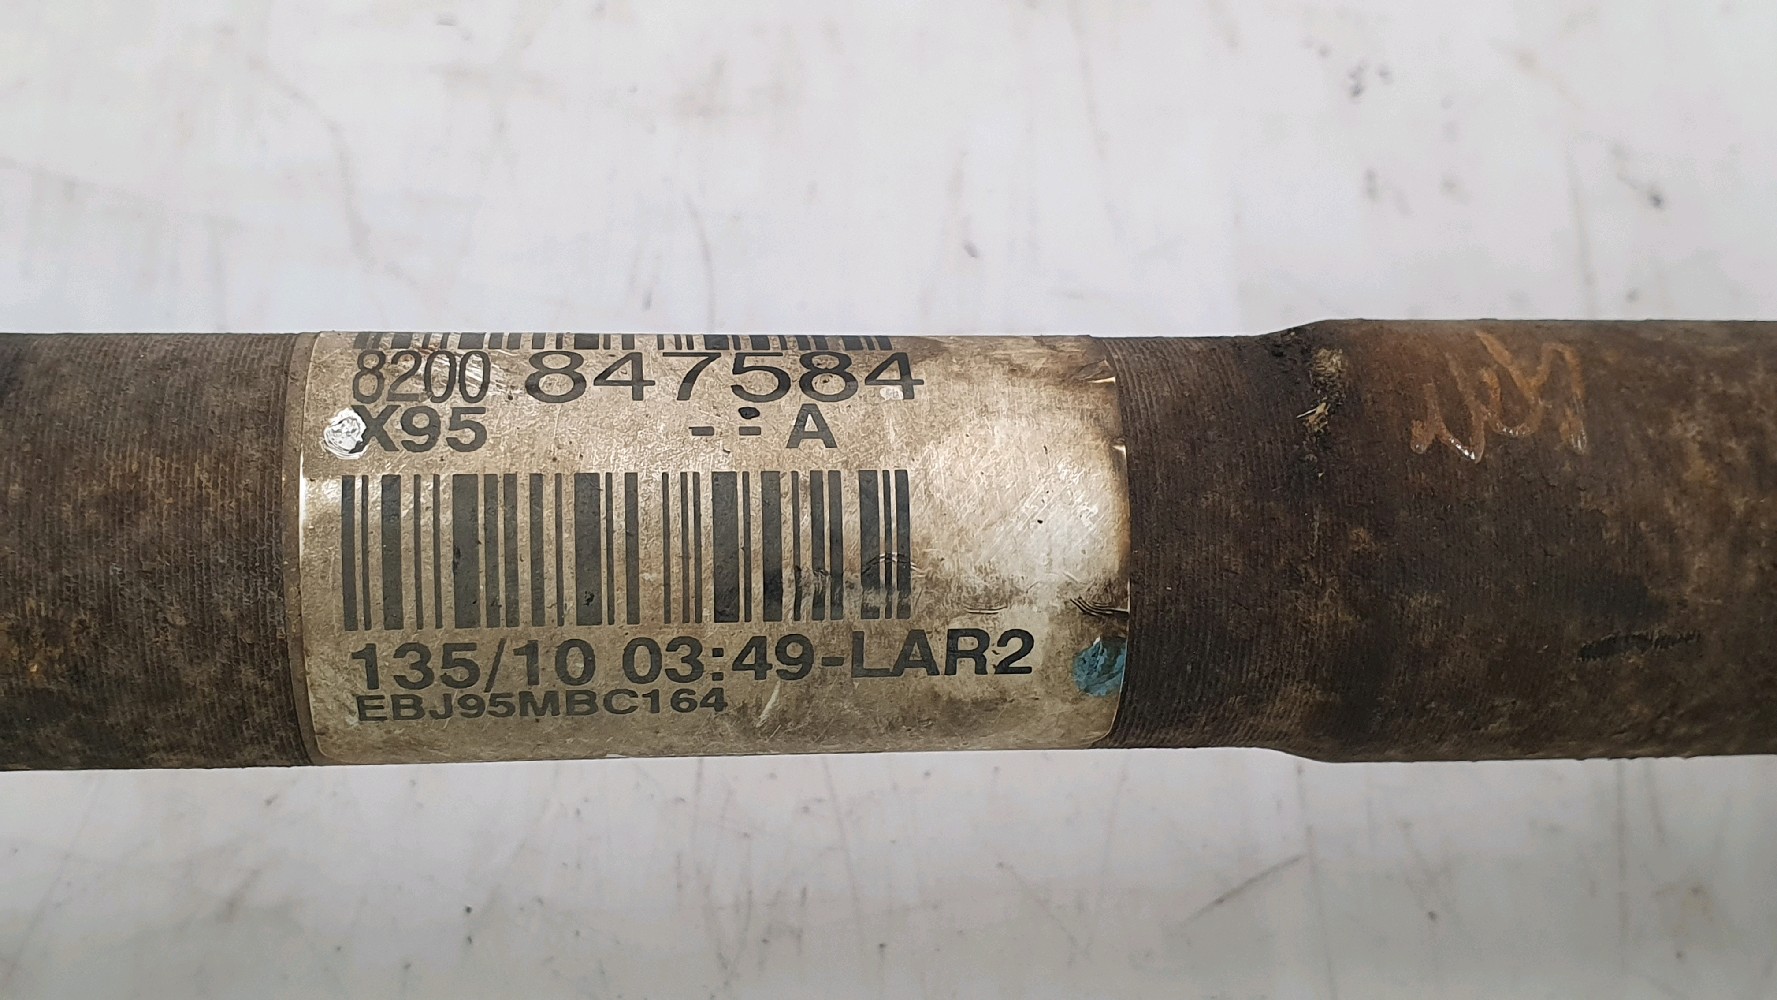 8200 847584
X95 -- A
135/10 03:49-LAR2
EBJ95MBC164